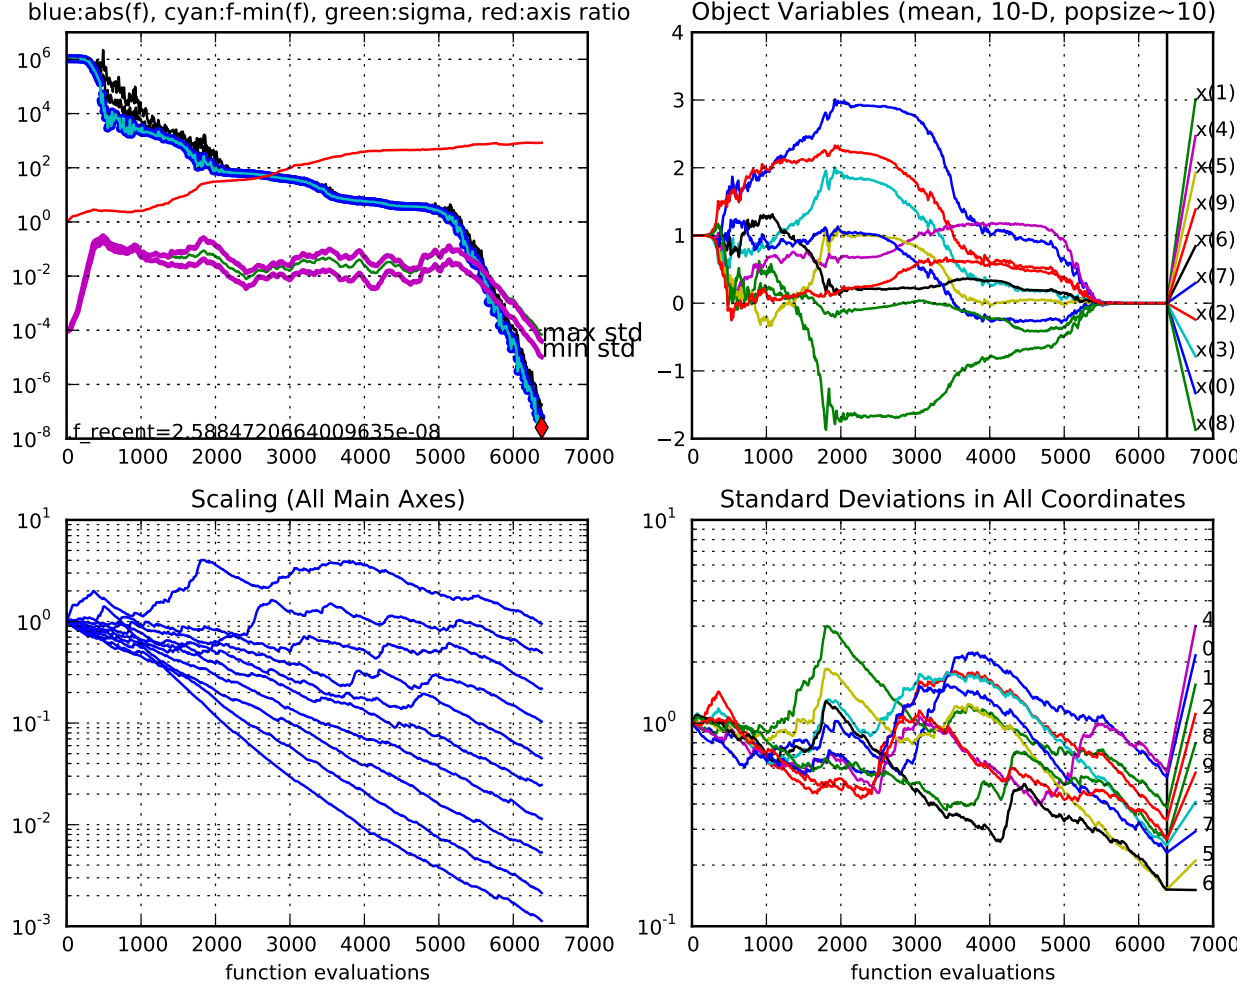 blue:abs(f), cyan:f-min(f), green:sigma, red:axis ratio
10^6
10^4
10^2
10^0
10^-2
10^-4
10^-6
10^-8
max std
min std
f_recent=2.5884720664009635e-08
0 1000 2000 3000 4000 5000 6000 7000
Object Variables (mean, 10-D, popsize~10)
4
3
2
1
0
−1
−2
x(1)
x(4)
x(5)
x(9)
x(6)
x(7)
x(2)
x(3)
x(0)
x(8)
0 1000 2000 3000 4000 5000 6000 7000
Scaling (All Main Axes)
10^1
10^0
10^-1
10^-2
10^-3
0 1000 2000 3000 4000 5000 6000 7000
function evaluations
Standard Deviations in All Coordinates
10^1
10^0
10^-1
4
0
1
2
8
9
3
7
5
6
0 1000 2000 3000 4000 5000 6000 7000
function evaluations